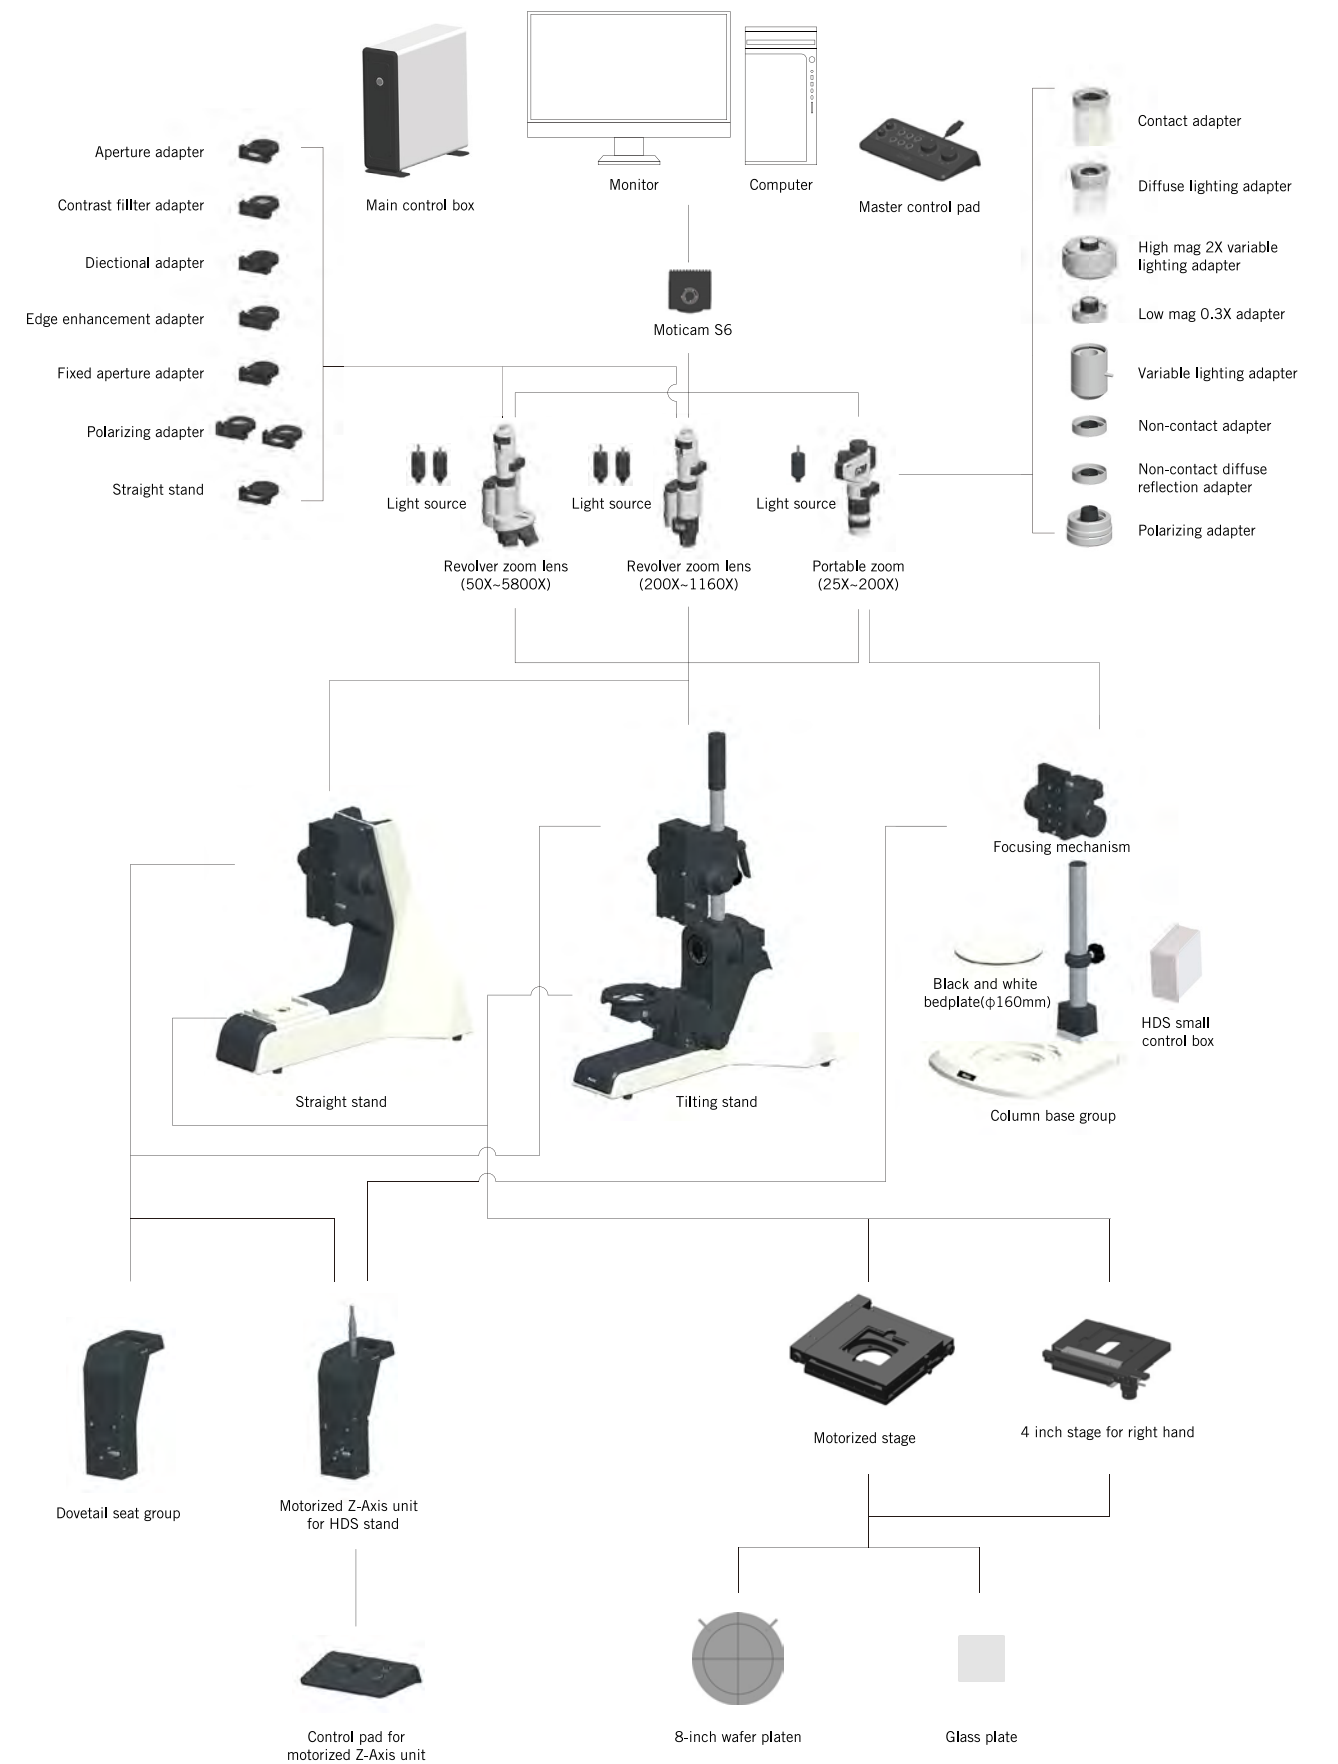 Main control box
Monitor
Computer
Master control pad
Aperture adapter
Contrast fillter adapter
Diectional adapter
Edge enhancement adapter
Fixed aperture adapter
Polarizing adapter
Straight stand
Moticam S6
Contact adapter
Diffuse lighting adapter
High mag 2X variable
lighting adapter
Low mag 0.3X adapter
Variable lighting adapter
Non-contact adapter
Non-contact diffuse
reflection adapter
Polarizing adapter
Light source
Light source
Light source
Revolver zoom lens
(50X~5800X)
Revolver zoom lens
(200X~1160X)
Portable zoom
(25X~200X)
Focusing mechanism
Black and white
bedplate(φ160mm)
HDS small
control box
Straight stand
Tilting stand
Column base group
Motorized stage
4 inch stage for right hand
Dovetail seat group
Motorized Z-Axis unit
for HDS stand
Control pad for
motorized Z-Axis unit
8-inch wafer platen
Glass plate